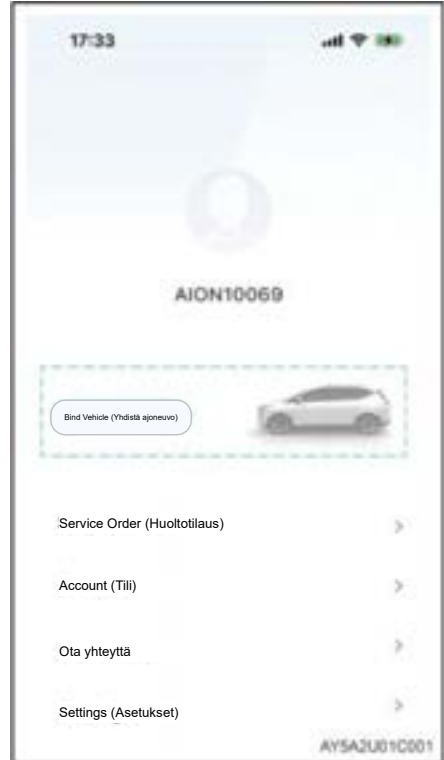 17:33
AION10069
Bind Vehicle (Yhdistä ajoneuvo)
Service Order (Huoltotilaus)
Account (Tili)
Ota yhteyttä
Settings (Asetukset)
AY5A2U01C001